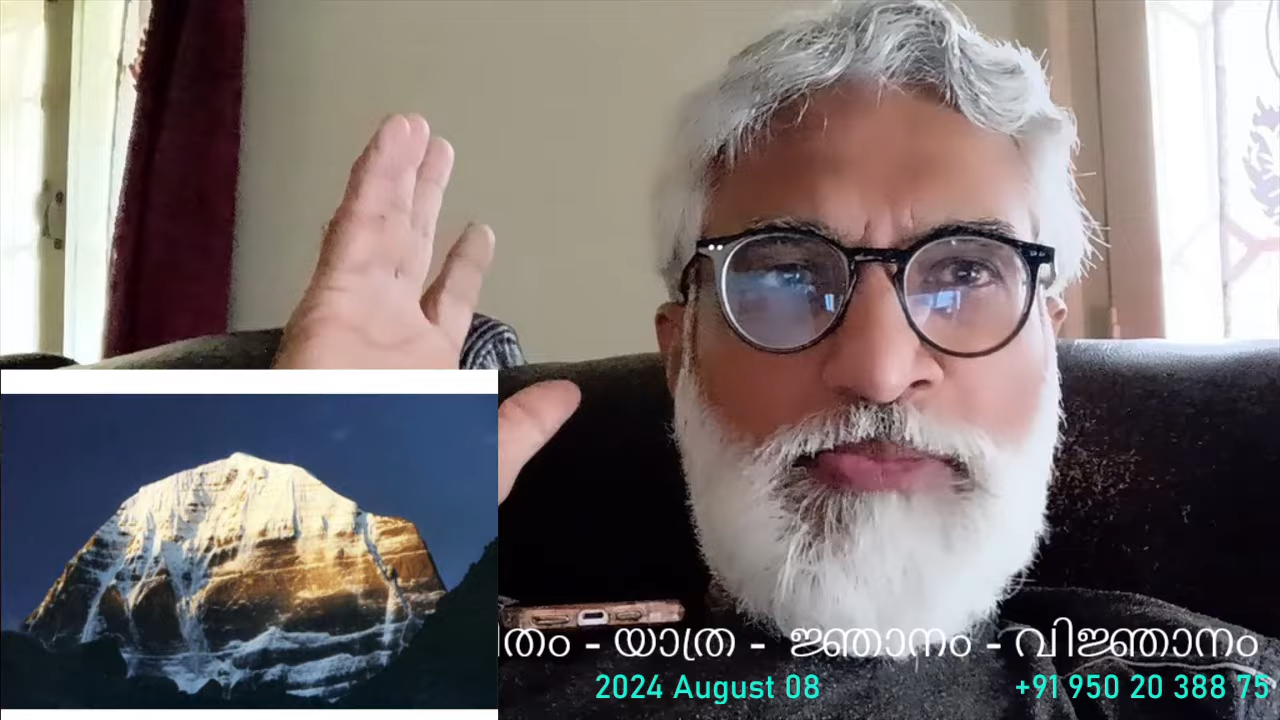 യാത്ര - ജ്ഞാനം - വിജ്ഞാനം
2024 August 08 +91 950 20 388 75